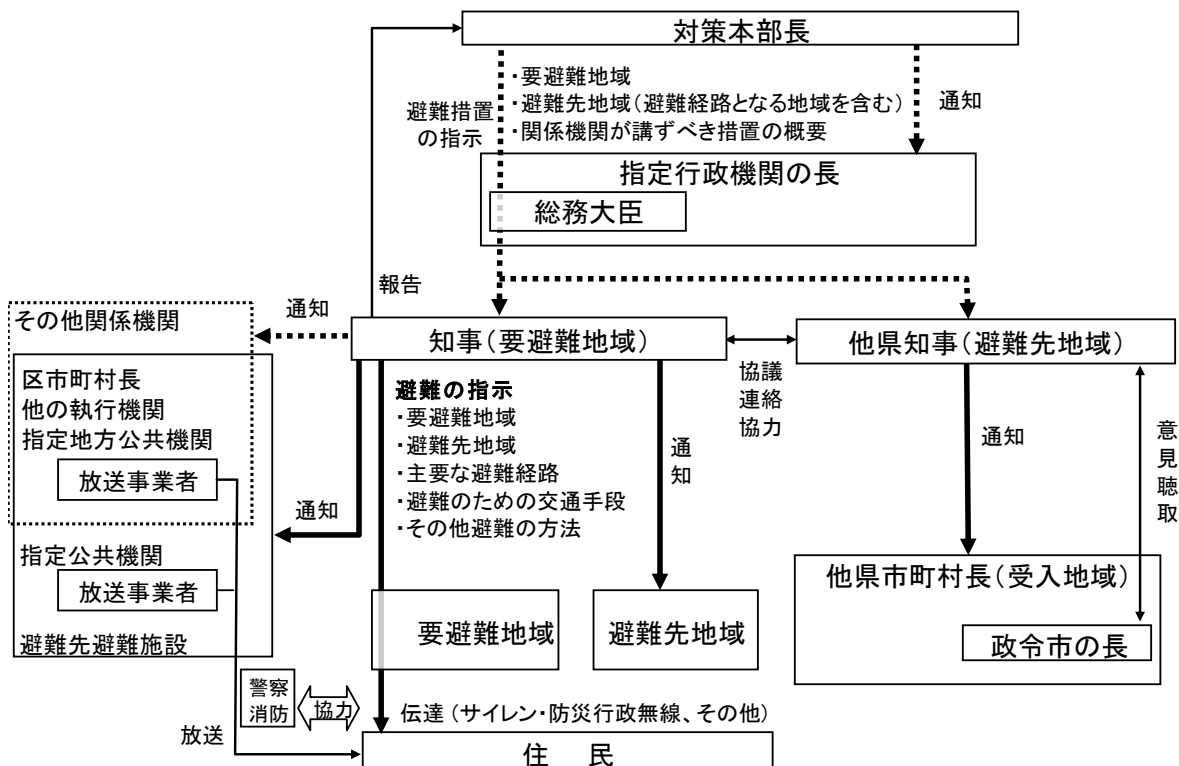 対策本部長
・要避難地域
・避難先地域(避難経路となる地域を含む)
・関係機関が講ずべき措置の概要
避難措置
の指示
通知
指定行政機関の長
総務大臣
報告
通知
その他関係機関
知事(要避難地域)
他県知事(避難先地域)
協議
連絡
協力
区市町村長
他の執行機関
指定地方公共機関
放送事業者
避難の指示
・要避難地域
・避難先地域
・主要な避難経路
・避難のための交通手段
・その他避難の方法
通知
通知
通知
意見聴取
指定公共機関
放送事業者
避難先避難施設
要避難地域
避難先地域
他県市町村長(受入地域)
政令市の長
警察
消防
協力
伝達(サイレン・防災行政無線、その他)
放送
住 民